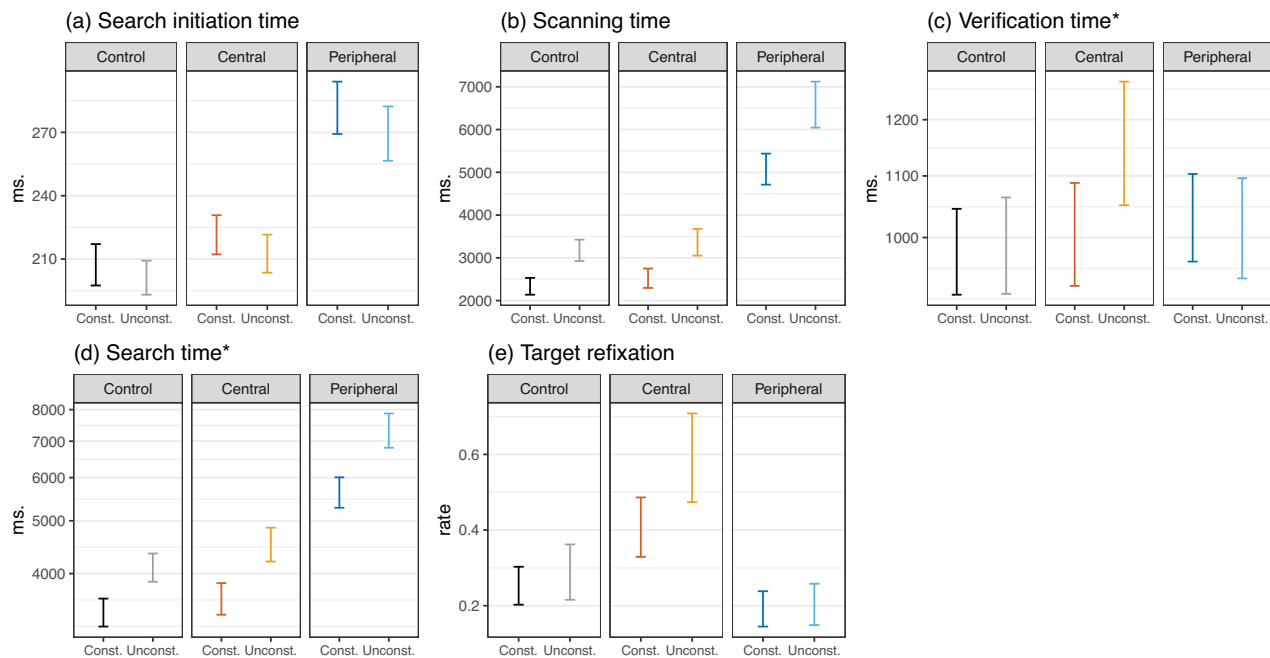 (a) Search initiation time
Control Central Peripheral
ms.
270
240
210
Const. Unconst. Const. Unconst. Const. Unconst.
(b) Scanning time
Control Central Peripheral
ms.
7000
6000
5000
4000
3000
2000
Const. Unconst. Const. Unconst. Const. Unconst.
(c) Verification time*
Control Central Peripheral
ms.
1200
1100
1000
Const. Unconst. Const. Unconst. Const. Unconst.
(d) Search time*
Control Central Peripheral
ms.
8000
7000
6000
5000
4000
Const. Unconst. Const. Unconst. Const. Unconst.
(e) Target refixation
Control Central Peripheral
rate
0.6
0.4
0.2
Const. Unconst. Const. Unconst. Const. Unconst.